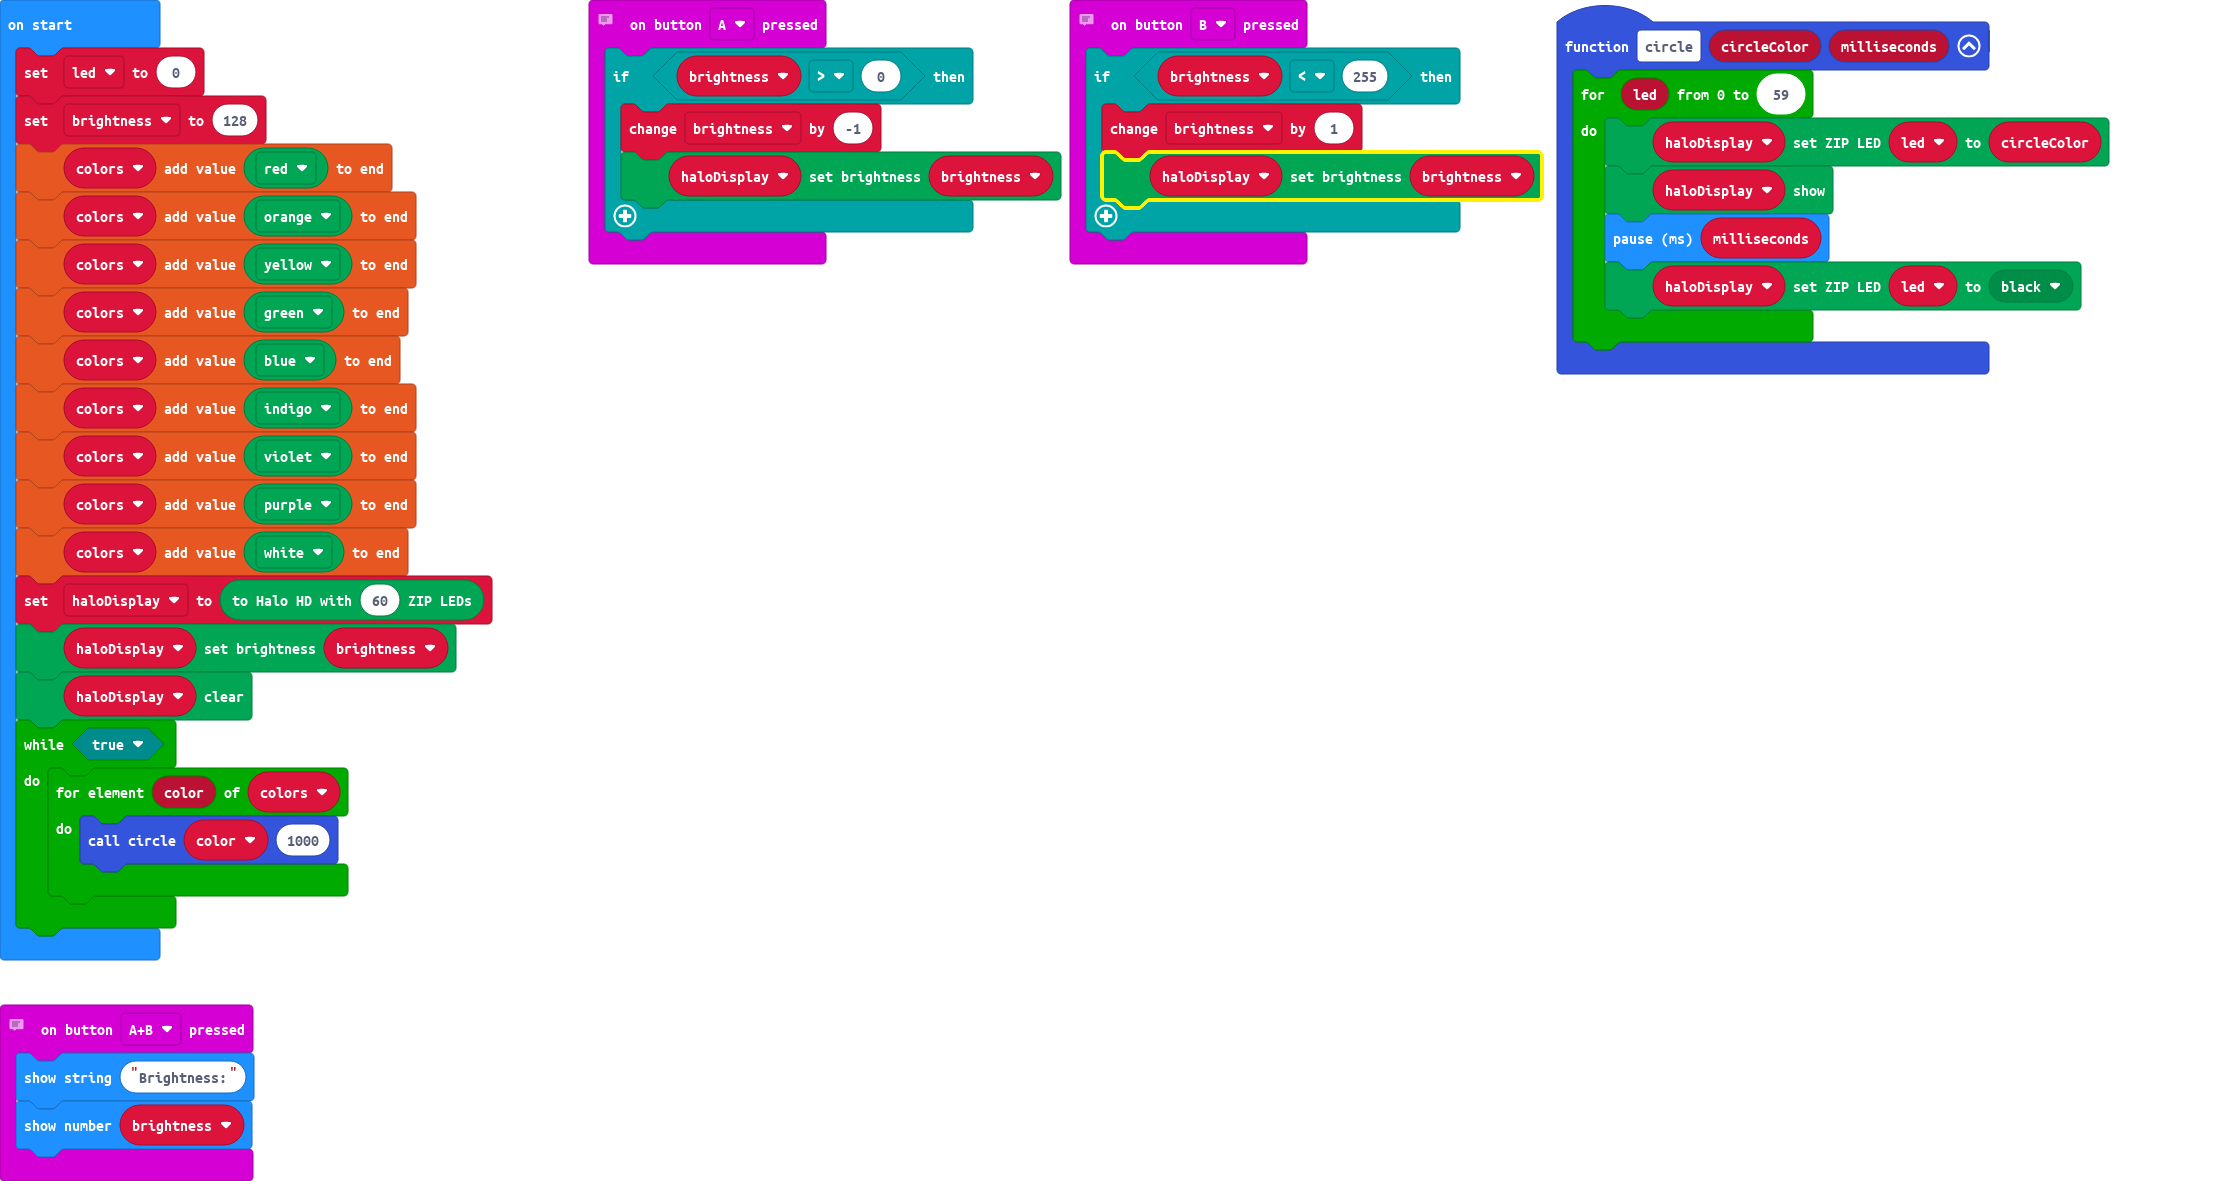 on start
set led to 0
set brightness to 128
colors add value red to end
colors add value orange to end
colors add value yellow to end
colors add value green to end
colors add value blue to end
colors add value indigo to end
colors add value violet to end
colors add value purple to end
colors add value white to end
set haloDisplay to to Halo HD with 60 ZIP LEDs
haloDisplay set brightness brightness
haloDisplay clear
while true
do for element color of colors
do call circle color 1000
on button A+B pressed
show string "Brightness:"
show number brightness
on button A pressed
if brightness > 0 then
change brightness by -1
haloDisplay set brightness brightness
on button B pressed
if brightness < 255 then
change brightness by 1
haloDisplay set brightness brightness
function circle circleColor milliseconds
for led from 0 to 59
do haloDisplay set ZIP LED led to circleColor
haloDisplay show
pause (ms) milliseconds
haloDisplay set ZIP LED led to black